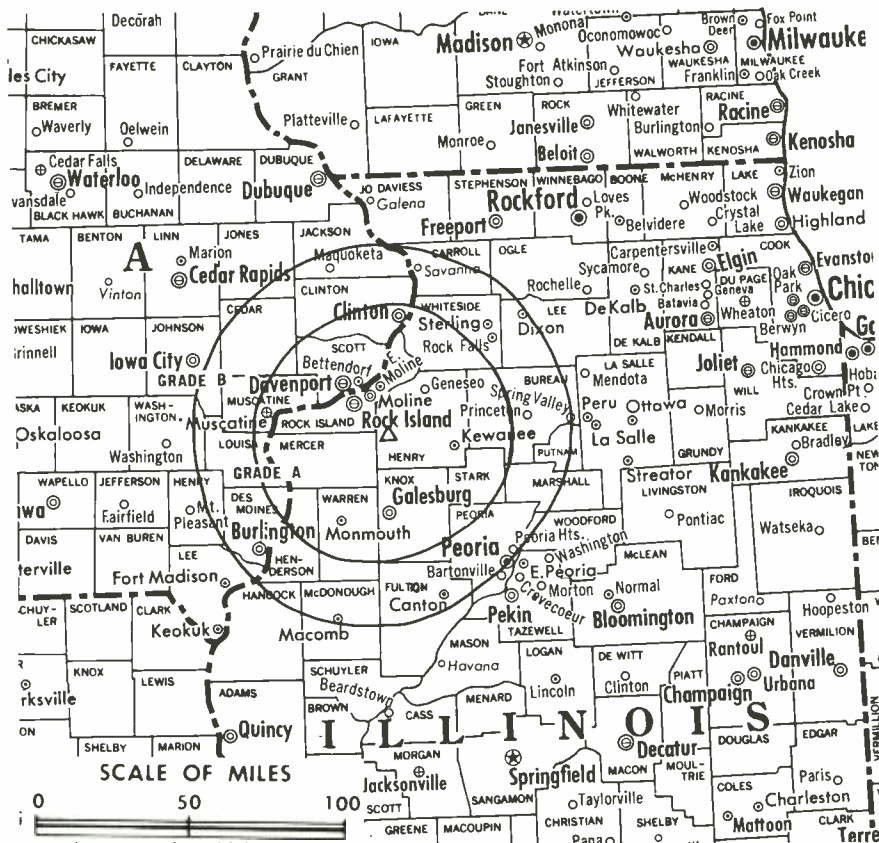 Decorah
CHICKASAW
IOWA
Madison
Monona
Watertown
Oconomowoc
Brown Deer
Fox Point
Waukesha
Milwauke
les City
FAYETTE
CLAYTON
Prairie du Chien
GRANT
Fort Atkinson
Stoughton
JEFFERSON
WAUKESHA
MILWAUKEE
Franklin
Oak Creek
BREMER
Waverly
Oelwein
Platteville
LAFAYETTE
GREEN
ROCK
Whitewater
RACINE
Racine
Monroe
Janesville
Burlington
Beloit
WALWORTH
KENOSHA
Kenosha
Cedar Falls
Waterloo
vansdale
Independence
DELAWARE
DUBUQUE
Dubuque
JO DAVIESS
Galena
STEPHENSON
WINNEBAGO
BOONE
McHENRY
LAKE
Zion
BLACK HAWK
BUCHANAN
Rockford
Loves Pk.
Freeport
Belvidere
Woodstock
Crystal Lake
Waukegan
Highland
TAMA
BENTON
LINN
JONES
JACKSON
CARROLL
OGLE
Carpentersville
COOK
A
Marion
Cedar Rapids
Maquoketa
Savanna
Sycamore
KANE
Elgin
Evansto
halltown
Vinton
CLINTON
Rochelle
DeKalb
St. Charles
Geneva
Batavia
DU PAGE
Oak Park
Chic
CEDAR
Clinton
WHITESIDE
Sterling
Rock Falls
LEE
Dixon
Aurora
Wheaton
Berwyn
Cicero
OWESHIEK
IOWA
JOHNSON
rinnell
Iowa City
SCOTT
Bettendorf
E. Moline
DE KALB
KENDALL
Joliet
Hammond
Chicago Hts.
GRADE B
Davenport
Moline
Geneseo
BUREAU
LA SALLE
Mendota
WILL
Hoba
Crown Pt.
Cedar Lake
ASKA
KEOKUK
WASH-
INGTON
MUSCATINE
Muscatine
ROCK ISLAND
Rock Island
Princeton
Spring Valley
Peru
Ottawa
Morris
Oskaloosa
Washington
LOUISA
MERCER
HENRY
Kewanee
PUTNAM
La Salle
GRUNDY
KANKAKEE
Bradley
Kankakee
LAKE
GRADE A
WAPELLO
JEFFERSON
HENRY
DES MOINES
WARREN
KNOX
Galesburg
STARK
MARSHALL
Streator
LIVINGSTON
IROQUOIS
NEWTON
wa
Fairfield
Mt. Pleasant
Monmouth
PEORIA
WOODFORD
Pontiac
Watseka
DAVIS
VAN BUREN
Burlington
Peoria
Peoria Hts.
Washington
McLEAN
terville
LEE
HEN-
DERSON
Bartonville
E. Peoria
Morton
Normal
FORD
Fort Madison
HANCOCK
McDONOUGH
FULTON
Canton
Crevecoeur
Pekin
Bloomington
Paxton
Hoopeston
SCHUY-
LER
SCOTLAND
CLARK
Keokuk
Macomb
TAZEWELL
CHAMPAIGN
Rantoul
VERMILION
MASON
Havana
LOGAN
DE WITT
PIATT
Danville
KNOX
LEWIS
SCHUYLER
Beardstown
Lincoln
Clinton
Champaign
Urbana
rksville
ADAMS
BROWN
CASS
MENARD
Quincy
ILLINOIS
SHELBY
MARION
MORGAN
Decatur
DOUGLAS
EDGAR
VERMILLION
SCALE OF MILES
Jacksonville
Springfield
MACON
MOUL-
TRIE
0 50 100
SCOTT
SANGAMON
Taylorville
COLES
Paris
Charleston
GREENE
MACOUPIN
CHRISTIAN
SHELBY
Mattoon
CLARK
Pana
Terre